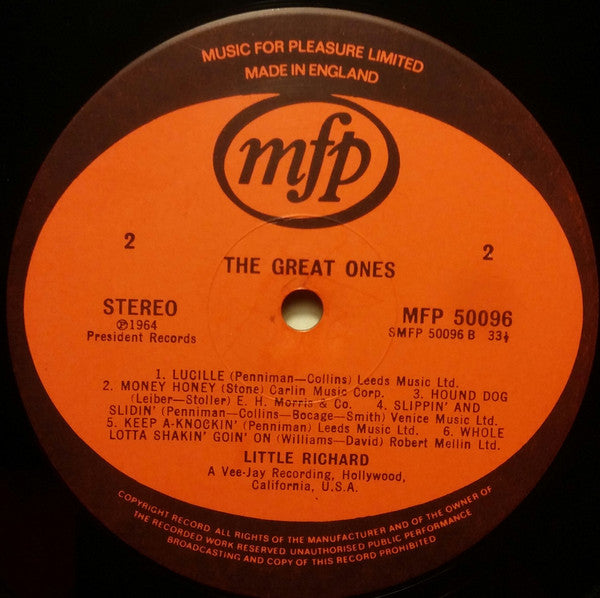 MUSIC FOR PLEASURE LIMITED
MADE IN ENGLAND
mfp
2
2
THE GREAT ONES
STEREO
MFP 50096
℗1964
SMFP 50096 B 33⅓
President Records
1. LUCILLE (Penniman—Collins) Leeds Music Ltd.
2. MONEY HONEY (Stone) Carlin Music Corp. 3. HOUND DOG
(Leiber—Stoller) E. H. Morris & Co. 4. SLIPPIN' AND
SLIDIN' (Penniman—Collins—Bocage—Smith) Venice Music Ltd.
5. KEEP A-KNOCKIN' (Penniman) Leeds Music Ltd. 6. WHOLE
LOTTA SHAKIN' GOIN' ON (Williams—David) Robert Mellin Ltd.
LITTLE RICHARD
A Vee-Jay Recording, Hollywood,
California, U.S.A.
COPYRIGHT RECORD. ALL RIGHTS OF THE MANUFACTURER AND OF THE OWNER OF
THE RECORDED WORK RESERVED UNAUTHORISED PUBLIC PERFORMANCE
BROADCASTING AND COPY OF THIS RECORD PROHIBITED